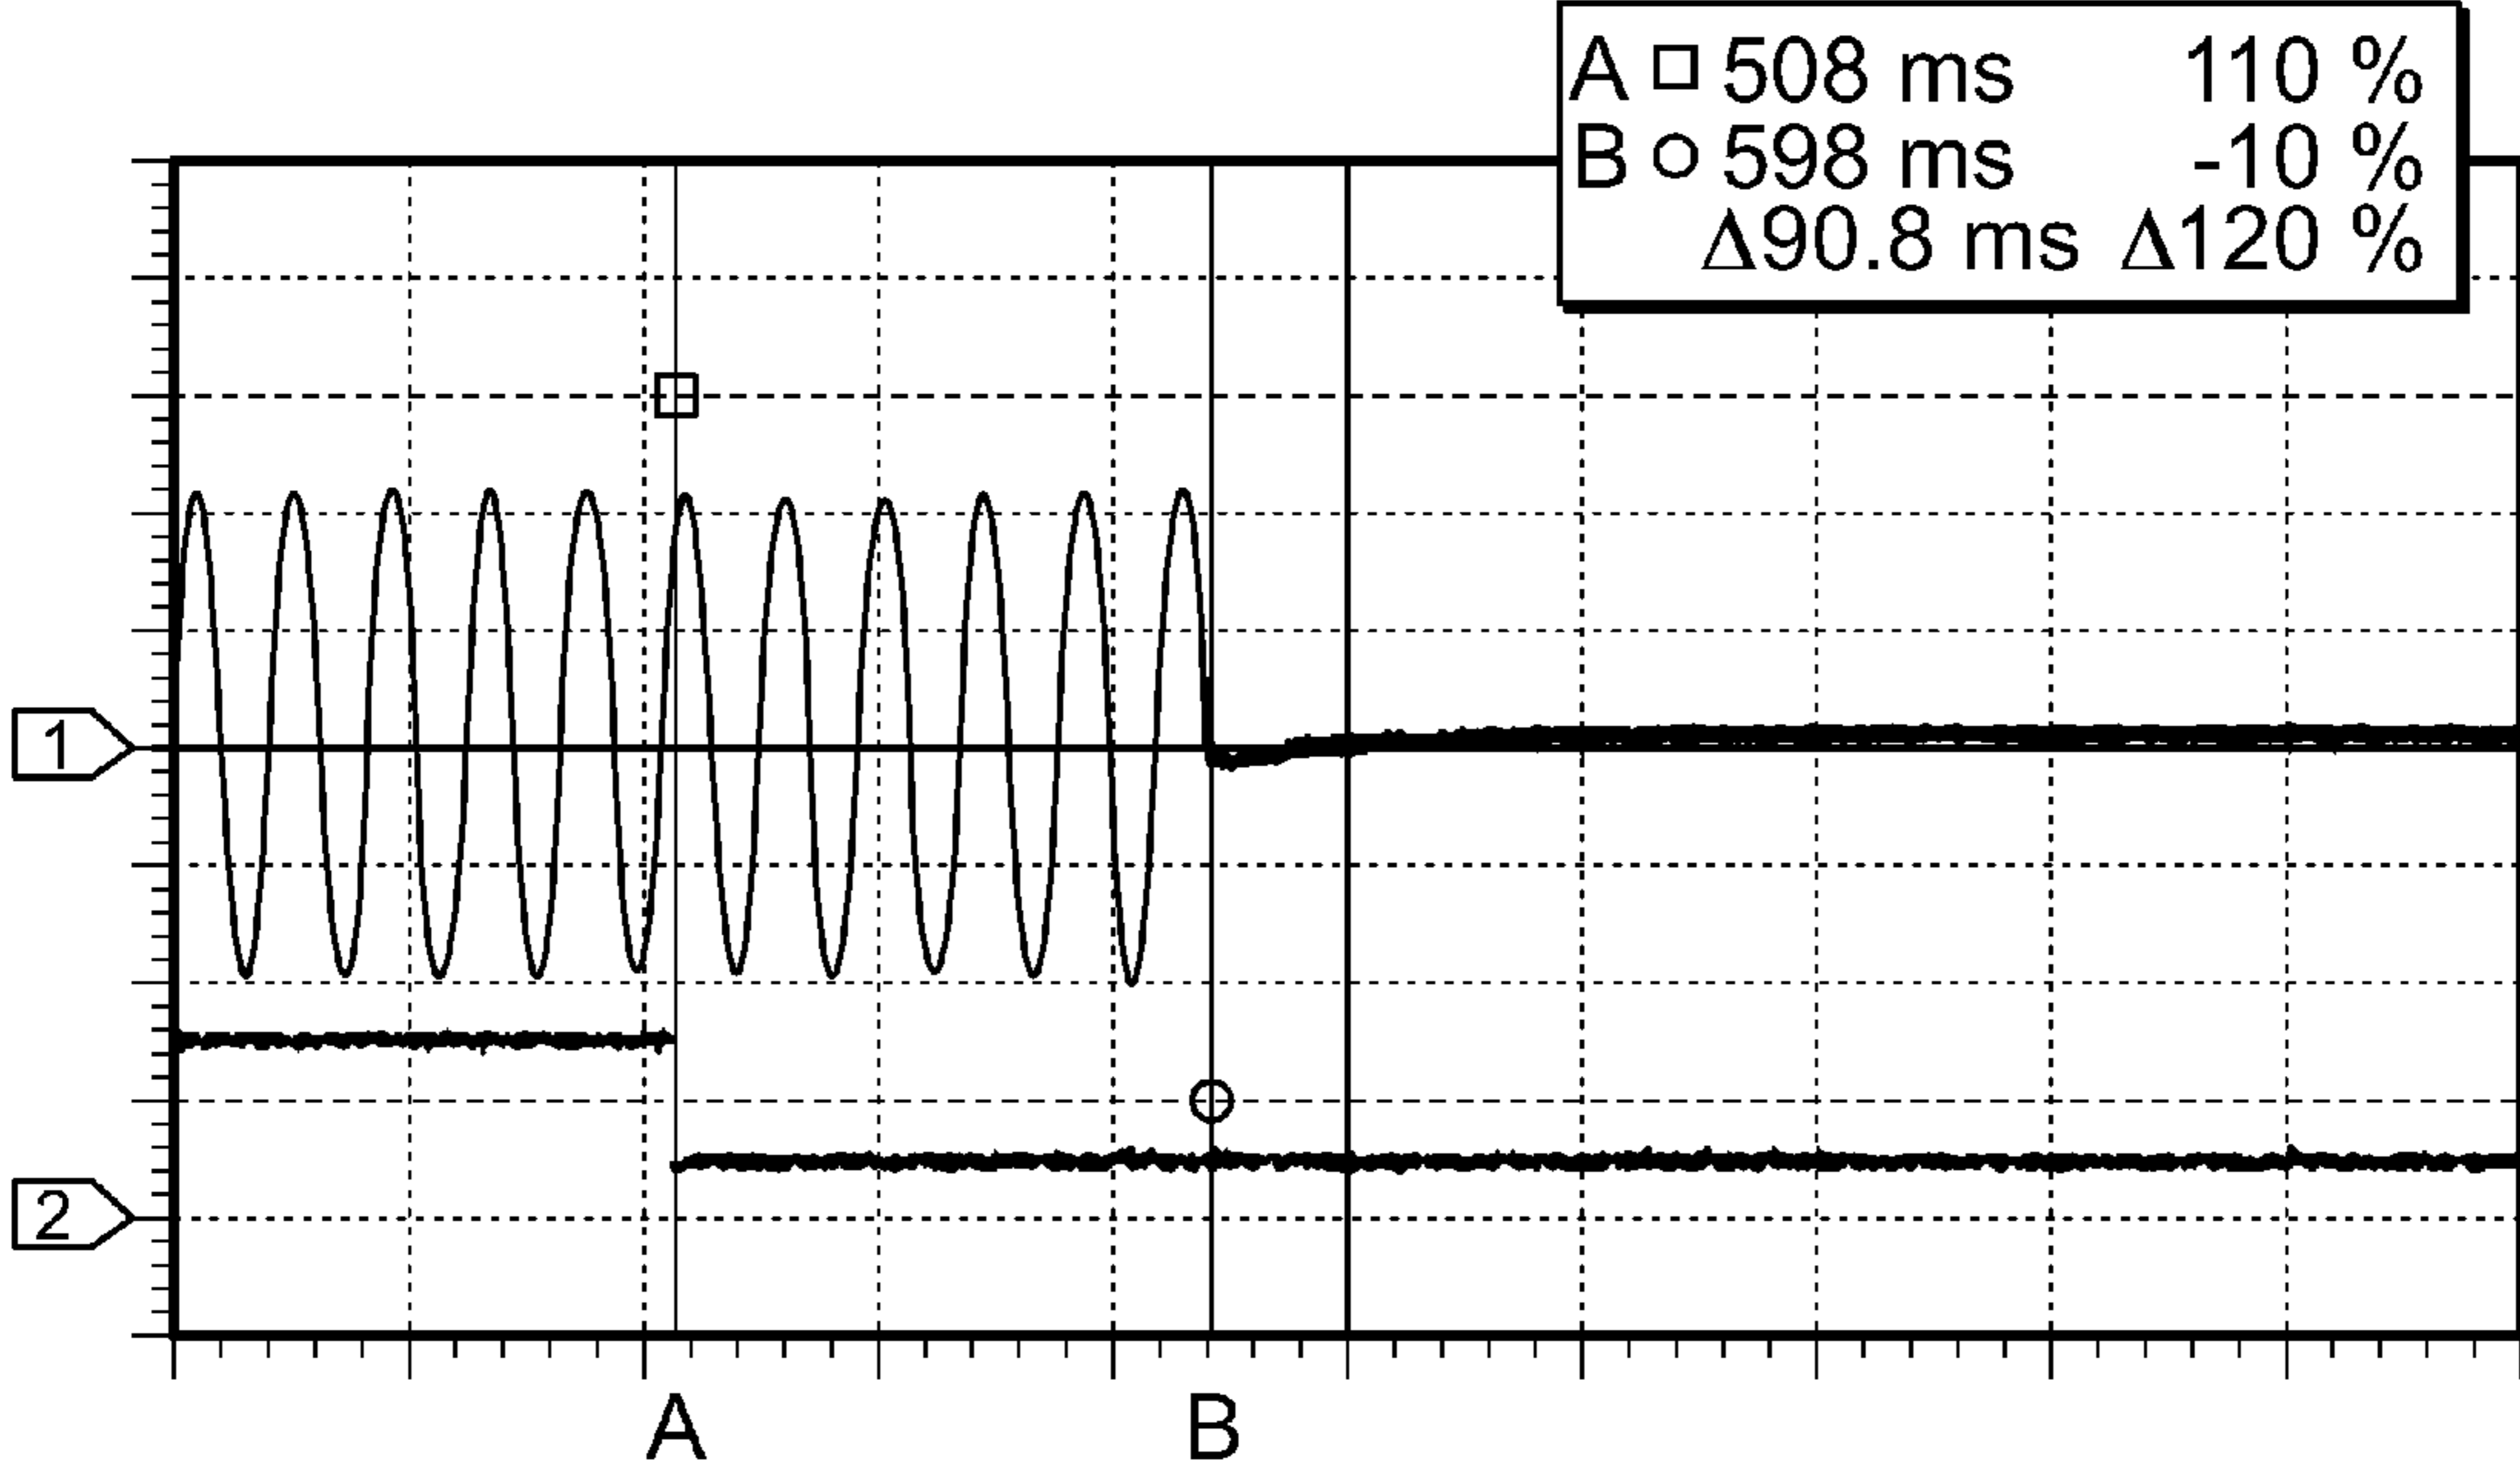 A □ 508 ms 110 %
B ○ 598 ms -10 %
Δ90.8 ms Δ120 %
1
2
A B